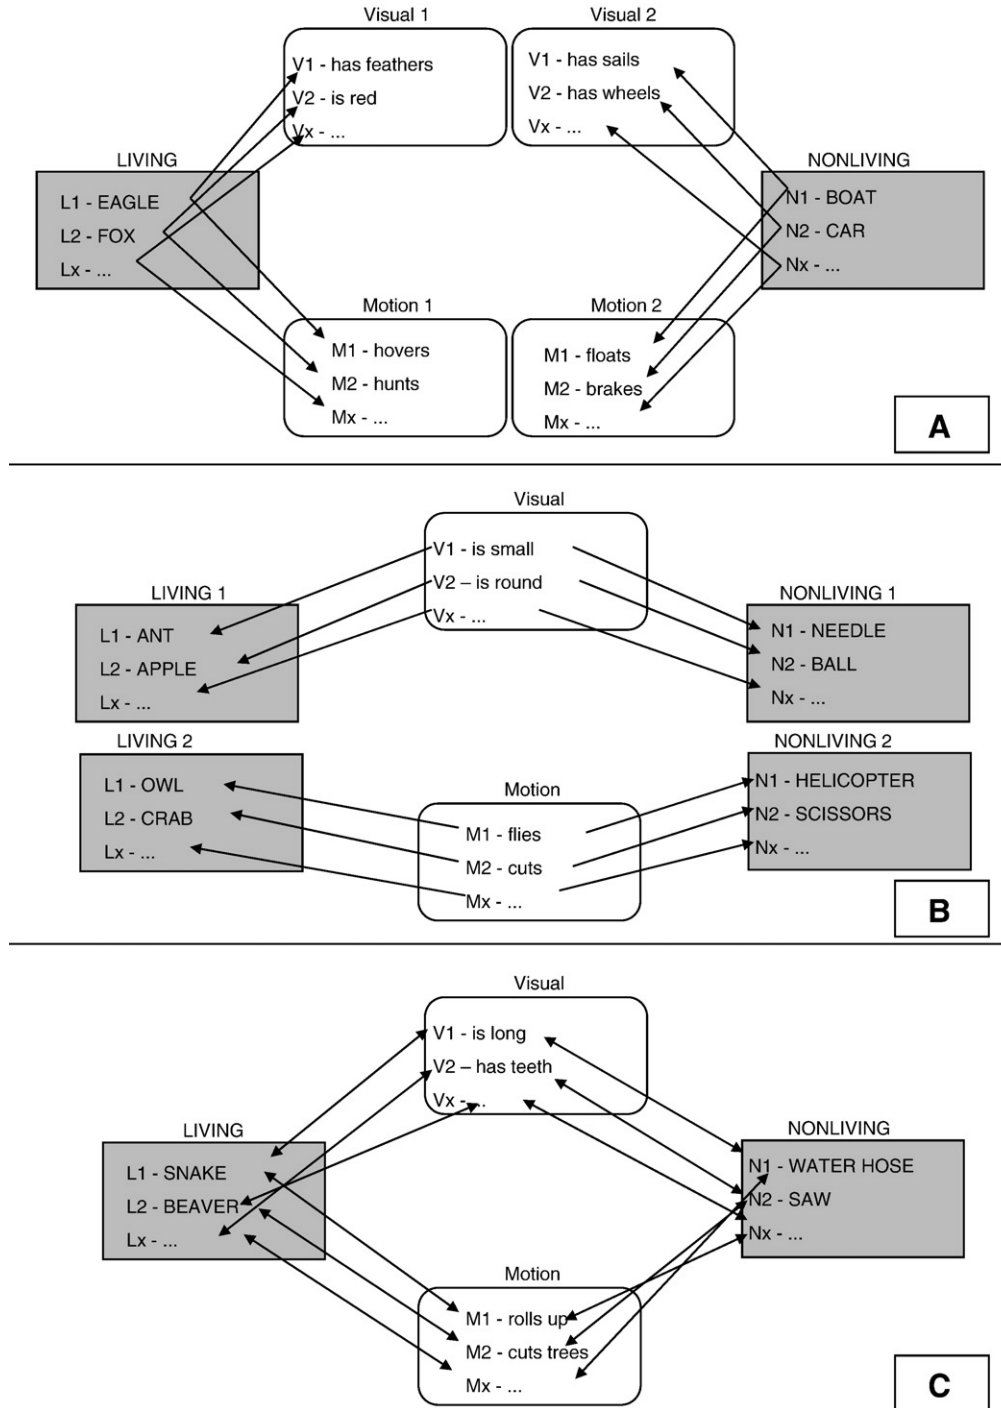 Visual 1
V1 - has feathers
V2 - is red
Vx - ...
Visual 2
V1 - has sails
V2 - has wheels
Vx - ...
LIVING
L1 - EAGLE
L2 - FOX
Lx - ...
NONLIVING
N1 - BOAT
N2 - CAR
Nx - ...
Motion 1
M1 - hovers
M2 - hunts
Mx - ...
Motion 2
M1 - floats
M2 - brakes
Mx - ...
A
Visual
V1 - is small
V2 – is round
Vx - ...
LIVING 1
L1 - ANT
L2 - APPLE
Lx - ...
NONLIVING 1
N1 - NEEDLE
N2 - BALL
Nx - ...
LIVING 2
L1 - OWL
L2 - CRAB
Lx - ...
NONLIVING 2
N1 - HELICOPTER
N2 - SCISSORS
Nx - ...
Motion
M1 - flies
M2 - cuts
Mx - ...
B
Visual
V1 - is long
V2 – has teeth
Vx - ...
LIVING
L1 - SNAKE
L2 - BEAVER
Lx - ...
NONLIVING
N1 - WATER HOSE
N2 - SAW
Nx - ...
Motion
M1 - rolls up
M2 - cuts trees
Mx - ...
C